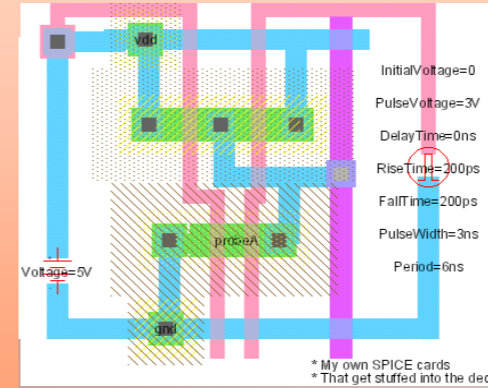 vdd
InitialVoltage=0
PulseVoltage=3V
DelayTime=0ns
RiseTime=200ps
FallTime=200ps
PulseWidth=3ns
Period=6ns
probeA
Voltage=5V
gnd
* My own SPICE cards
* That get stuffed into the dec